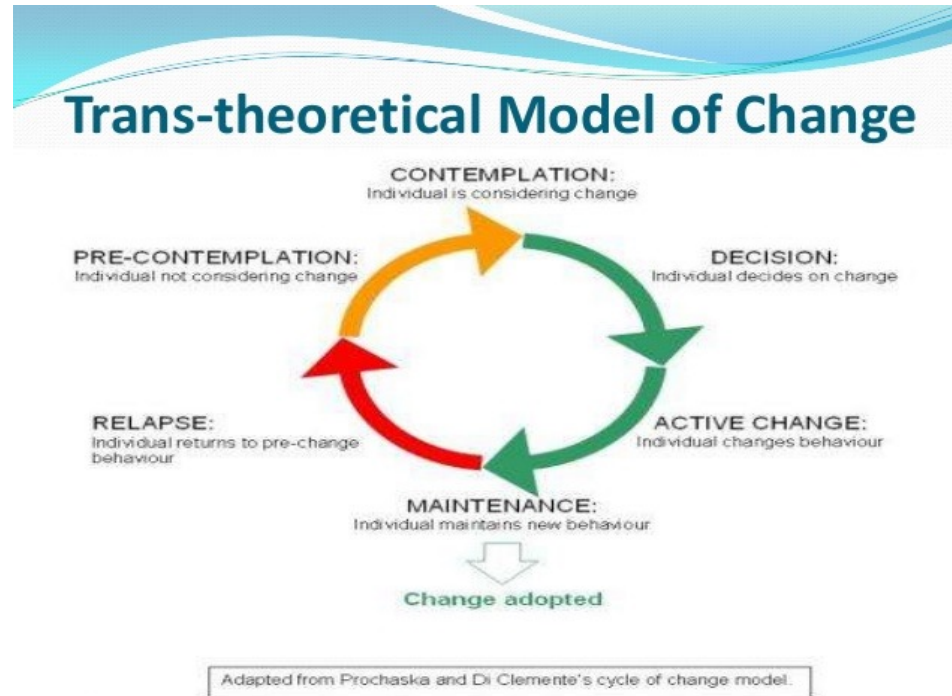 Trans-theoretical Model of Change
CONTEMPLATION:
Individual is considering change
PRE-CONTEMPLATION:
Individual not considering change
DECISION:
Individual decides on change
RELAPSE:
Individual returns to pre-change
behaviour
ACTIVE CHANGE:
Individual changes behaviour
MAINTENANCE:
Individual maintains new behaviour
Change adopted
Adapted from Prochaska and Di Clemente's cycle of change model.